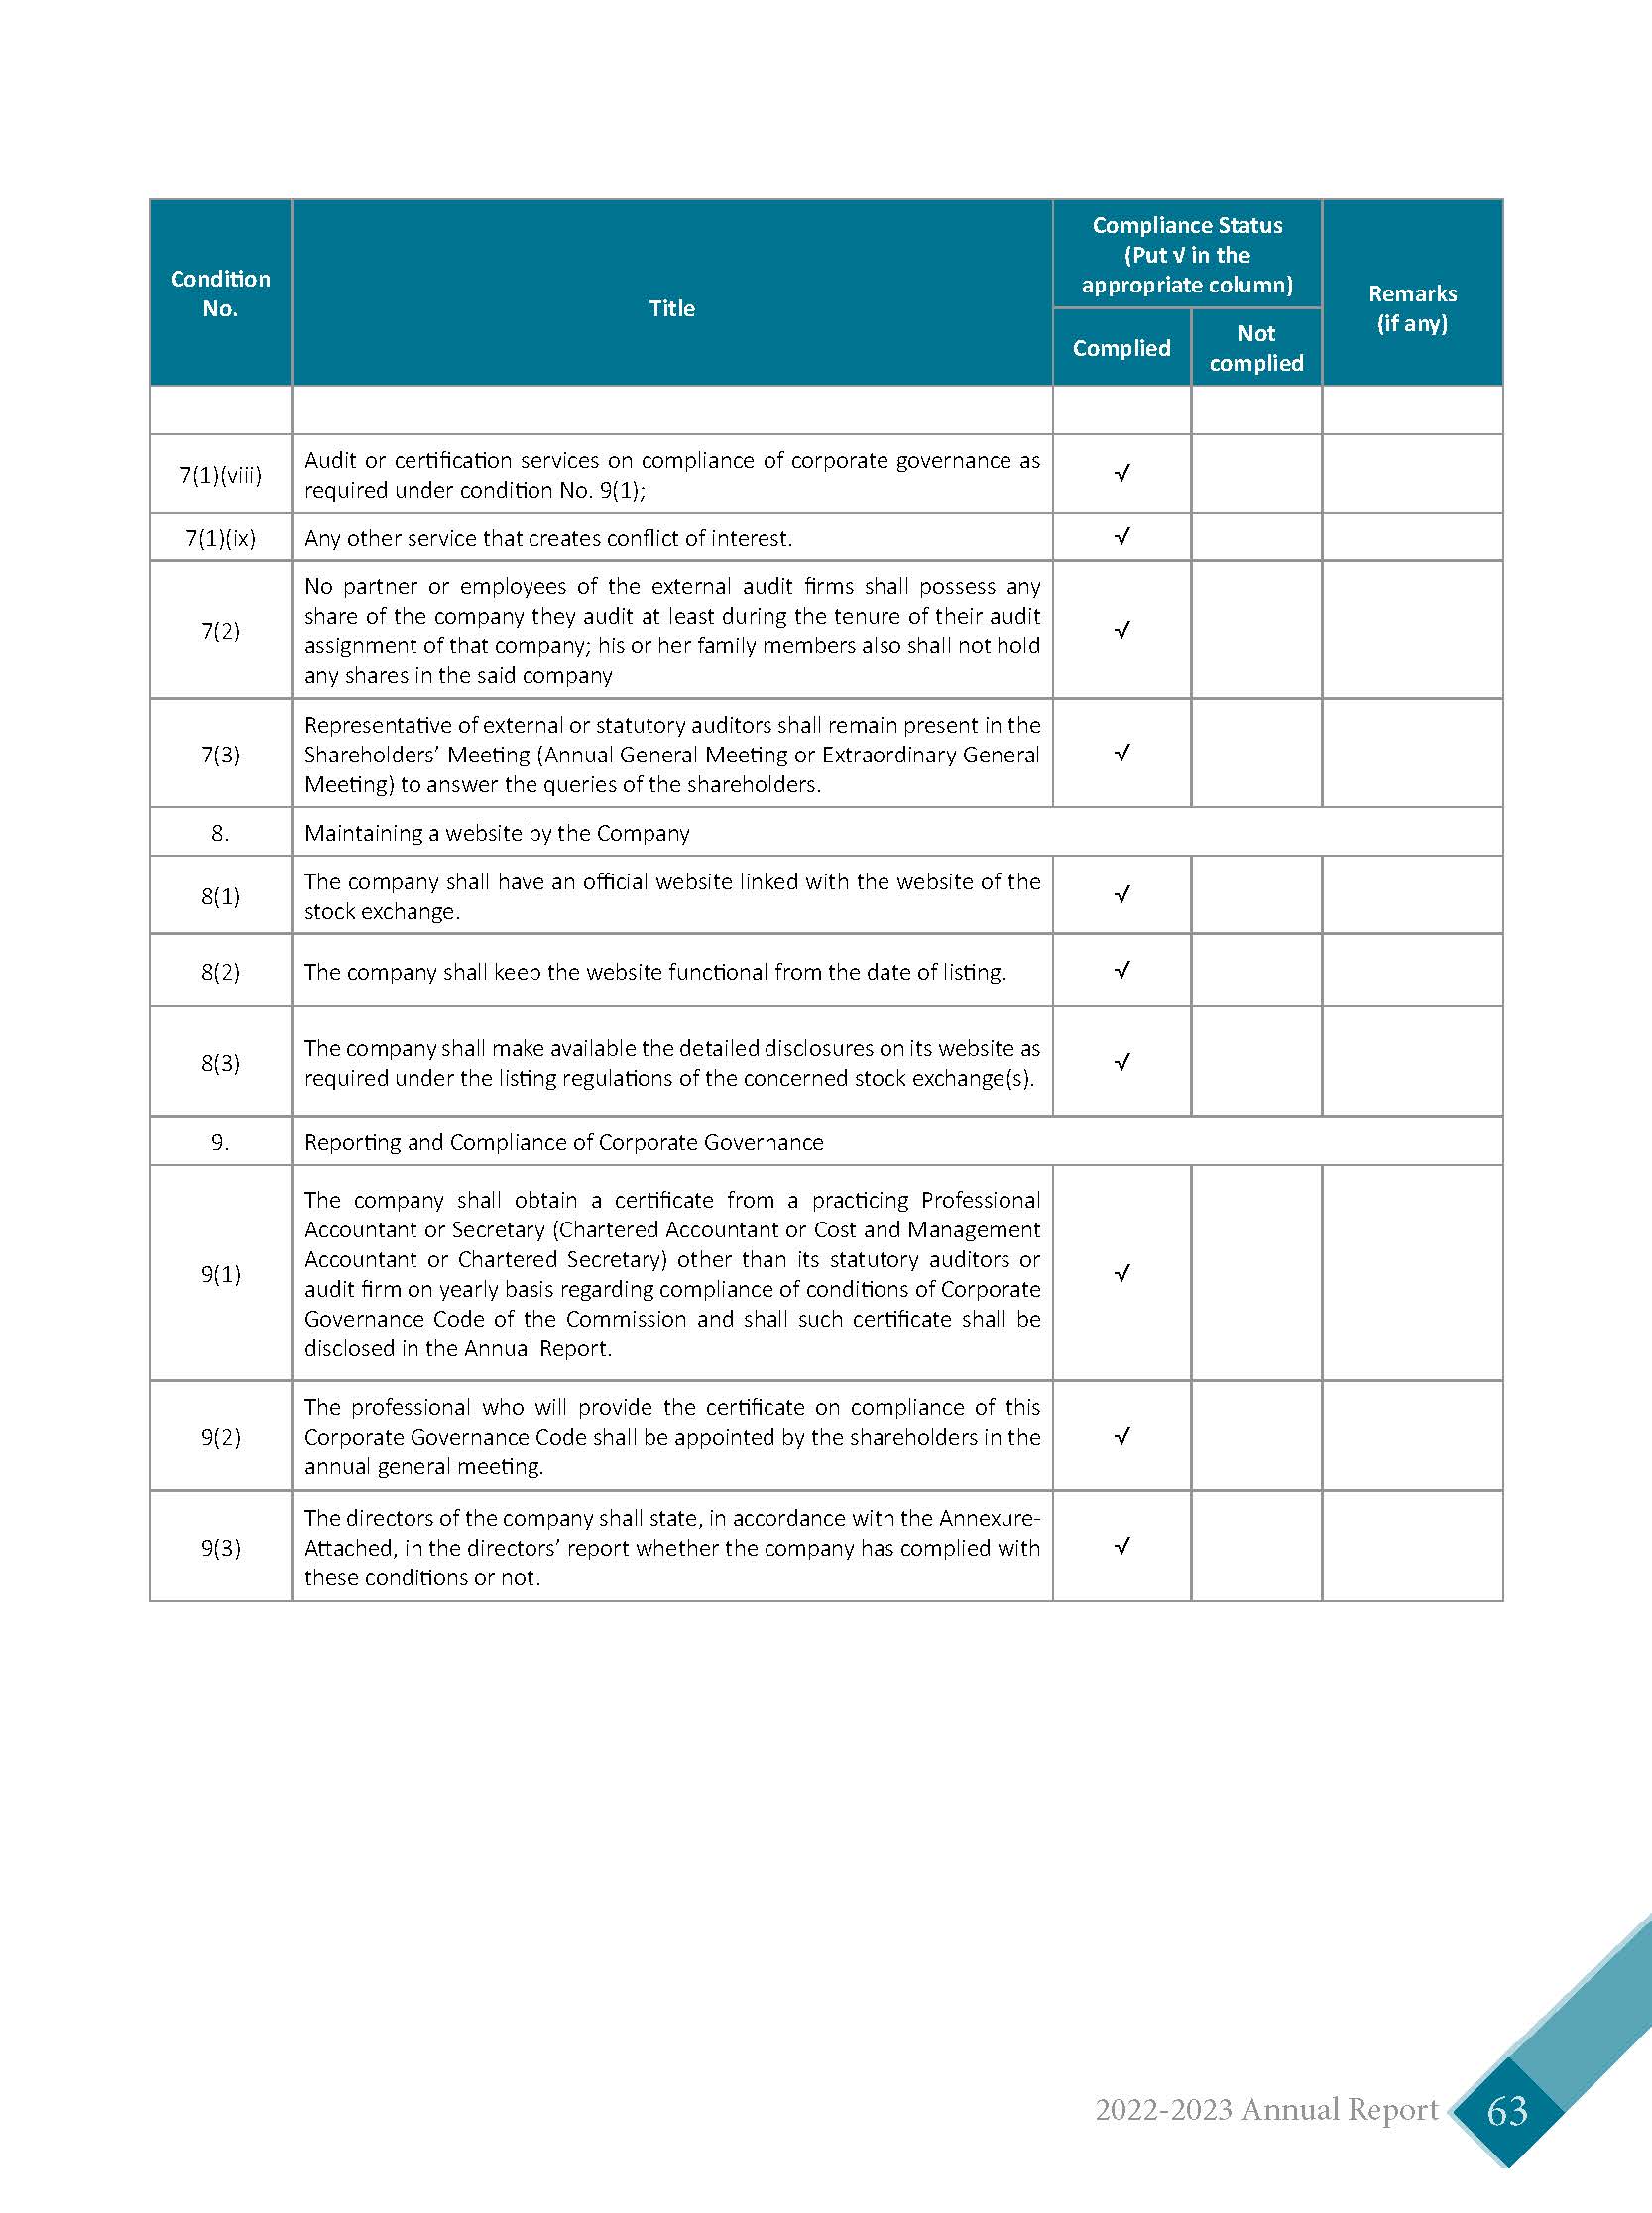 Condition
No.
Title
Compliance Status
(Put √ in the
appropriate column)
Remarks
(if any)
Complied
Not
complied
7(1)(viii)
Audit or certification services on compliance of corporate governance as
required under condition No. 9(1);
√
7(1)(ix)
Any other service that creates conflict of interest.
√
7(2)
No partner or employees of the external audit firms shall possess any
share of the company they audit at least during the tenure of their audit
assignment of that company; his or her family members also shall not hold
any shares in the said company
√
7(3)
Representative of external or statutory auditors shall remain present in the
Shareholders’ Meeting (Annual General Meeting or Extraordinary General
Meeting) to answer the queries of the shareholders.
√
8.
Maintaining a website by the Company
8(1)
The company shall have an official website linked with the website of the
stock exchange.
√
8(2)
The company shall keep the website functional from the date of listing.
√
8(3)
The company shall make available the detailed disclosures on its website as
required under the listing regulations of the concerned stock exchange(s).
√
9.
Reporting and Compliance of Corporate Governance
9(1)
The company shall obtain a certificate from a practicing Professional
Accountant or Secretary (Chartered Accountant or Cost and Management
Accountant or Chartered Secretary) other than its statutory auditors or
audit firm on yearly basis regarding compliance of conditions of Corporate
Governance Code of the Commission and shall such certificate shall be
disclosed in the Annual Report.
√
9(2)
The professional who will provide the certificate on compliance of this
Corporate Governance Code shall be appointed by the shareholders in the
annual general meeting.
√
9(3)
The directors of the company shall state, in accordance with the Annexure-
Attached, in the directors’ report whether the company has complied with
these conditions or not.
√
2022-2023 Annual Report
63